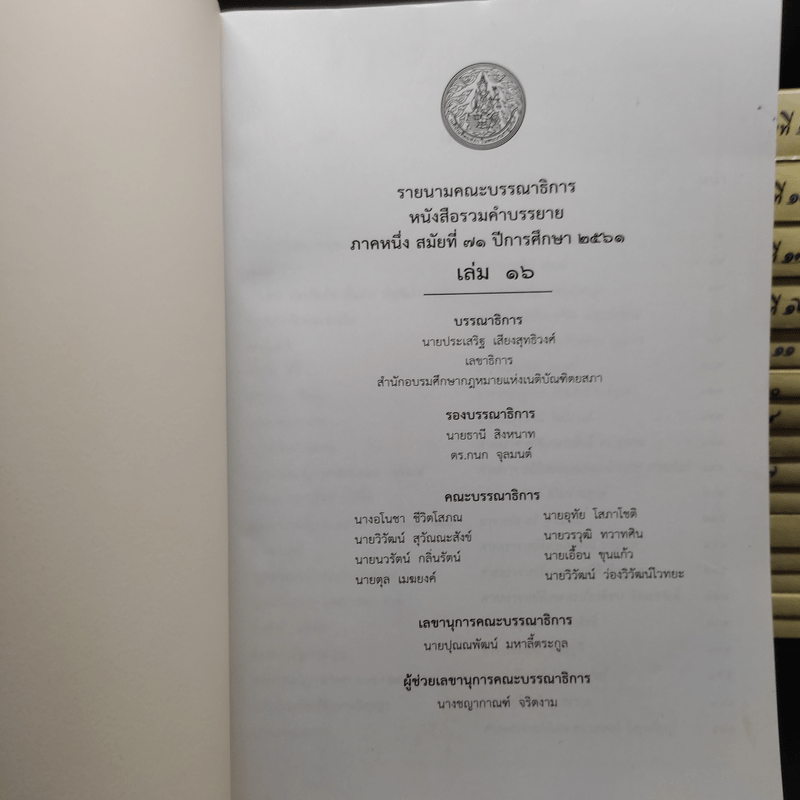 รายนามคณะบรรณาธิการ
หนังสือรวมคำบรรยาย
ภาคหนึ่ง สมัยที่ ๗๑ ปีการศึกษา ๒๕๖๑
เล่ม ๑๖
บรรณาธิการ
นายประเสริฐ เสียงสุทธิวงศ์
เลขาธิการ
สำนักอบรมศึกษากฎหมายแห่งเนติบัณฑิตยสภา
รองบรรณาธิการ
นายธานี สิงหนาท
ดร.กนก จุลมนต์
คณะบรรณาธิการ
นางอโนชา ชีวิตโสภณ นายอุทัย โสภาโชติ
นายวิวัฒน์ สุวัณณะสังข์ นายวรวุฒิ ทวาทศิน
นายนวรัตน์ กลิ่นรัตน์ นายเอื้อน ขุนแก้ว
นายตุล เมฆยงค์ นายวิวัฒน์ ว่องวิวัฒน์ไวทยะ
เลขานุการคณะบรรณาธิการ
นายปุณณพัฒน์ มหาลี้ตระกูล
ผู้ช่วยเลขานุการคณะบรรณาธิการ
นางชญากาณฑ์ จริตงาม
๑๑